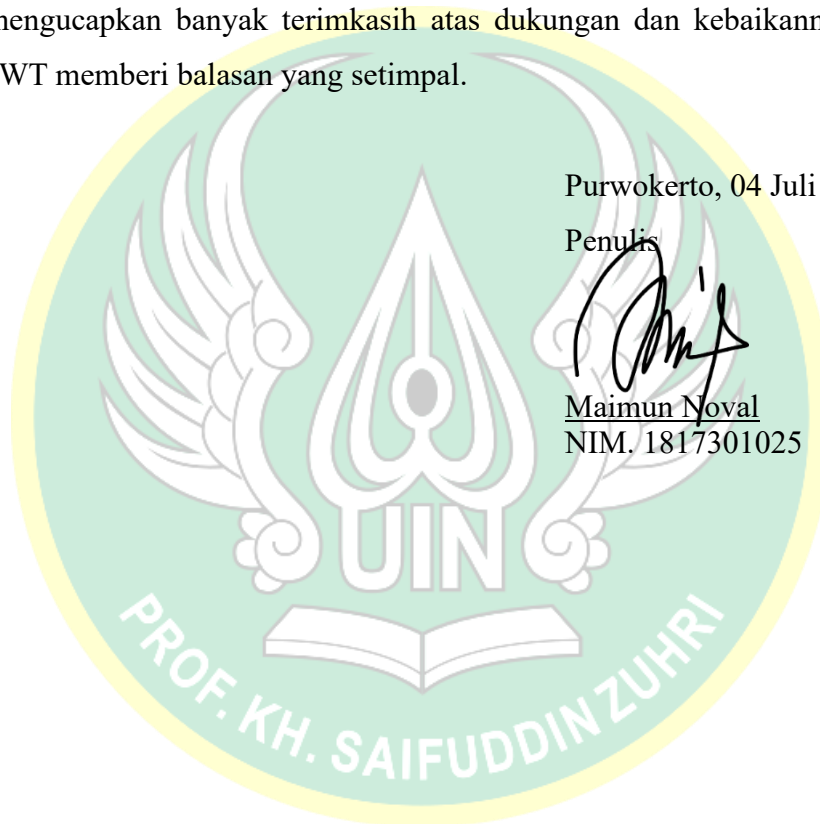 mengucapkan banyak terimkasih atas dukungan dan kebaikann
WT memberi balasan yang setimpal.
Purwokerto, 04 Juli
Penulis
Maimun Noval
NIM. 1817301025
UIN
PROF. KH. SAIFUDDIN ZUHRI